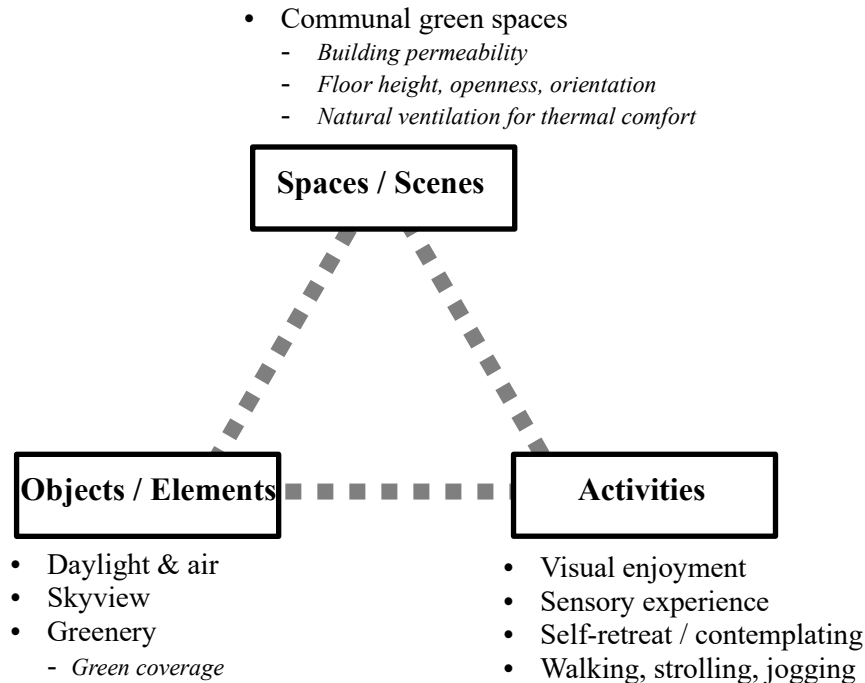 • Communal green spaces
- Building permeability
- Floor height, openness, orientation
- Natural ventilation for thermal comfort
Spaces / Scenes
Objects / Elements
• Daylight & air
• Skyview
• Greenery
- Green coverage
Activities
• Visual enjoyment
• Sensory experience
• Self-retreat / contemplating
• Walking, strolling, jogging